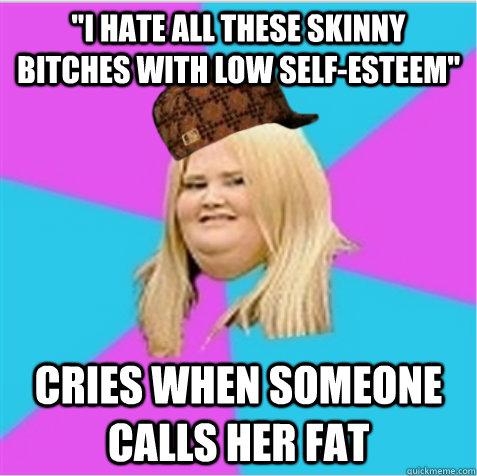 "I HATE ALL THESE SKINNY
BITCHES WITH LOW SELF-ESTEEM"
CRIES WHEN SOMEONE
CALLS HER FAT
quickmeme.com